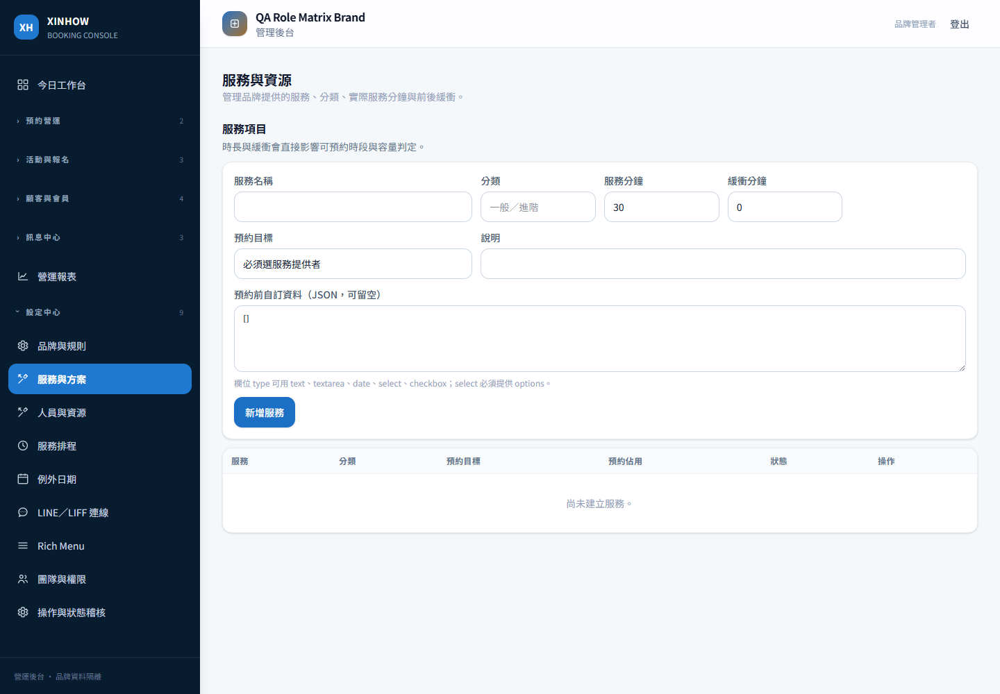 XH
XINHOW
BOOKING CONSOLE
今日工作台
預約營運 2
活動與報名 3
顧客與會員 4
訊息中心 3
營運報表
設定中心 9
品牌與規則
服務與方案
人員與資源
服務排程
例外日期
LINE／LIFF 連線
Rich Menu
團隊與權限
操作與狀態稽核
營運後台 · 品牌資料隔離
QA Role Matrix Brand
管理後台
品牌管理者 登出
服務與資源
管理品牌提供的服務、分類、實際服務分鐘與前後緩衝。
服務項目
時長與緩衝會直接影響可預約時段與容量判定。
服務名稱 分類 服務分鐘 緩衝分鐘
一般／進階 30 0
預約目標 說明
必須選服務提供者
預約前自訂資料（JSON，可留空）
[]
欄位 type 可用 text、textarea、date、select、checkbox；select 必須提供 options。
新增服務
服務 分類 預約目標 預約佔用 狀態 操作
尚未建立服務。